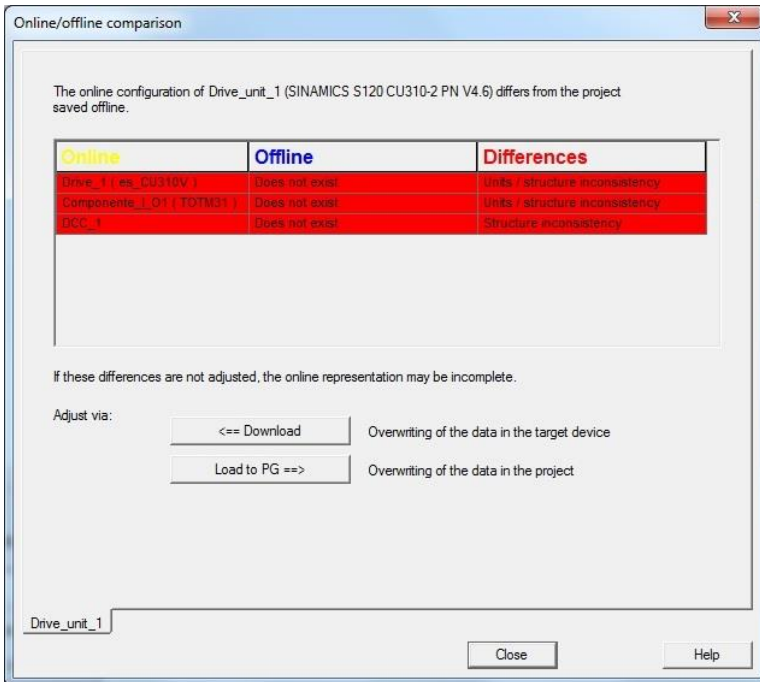 Online/offline comparison
The online configuration of Drive_unit_1 (SINAMICS S120 CU310-2 PN V4.6) differs from the project
saved offline.
Online Offline Differences
Drive_1 ( es_CU310V ) Does not exist Units / structure inconsistency
Componente_I_O1 ( TOTM31 ) Does not exist Units / structure inconsistency
DCC_1 Does not exist Structure inconsistency
If these differences are not adjusted, the online representation may be incomplete.
Adjust via:
<== Download Overwriting of the data in the target device
Load to PG ==> Overwriting of the data in the project
Drive_unit_1
Close Help